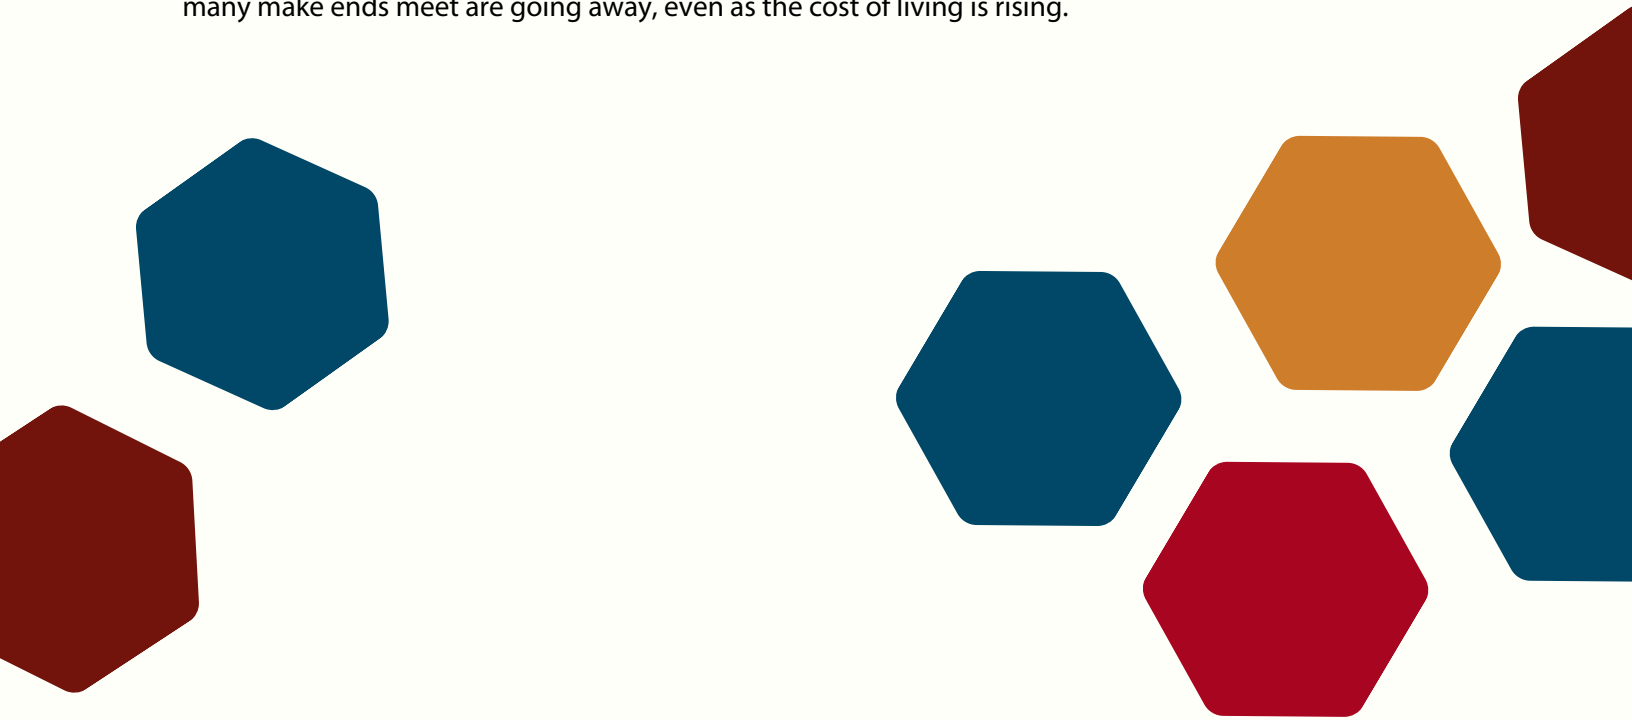 many make ends meet are going away, even as the cost of living is rising.